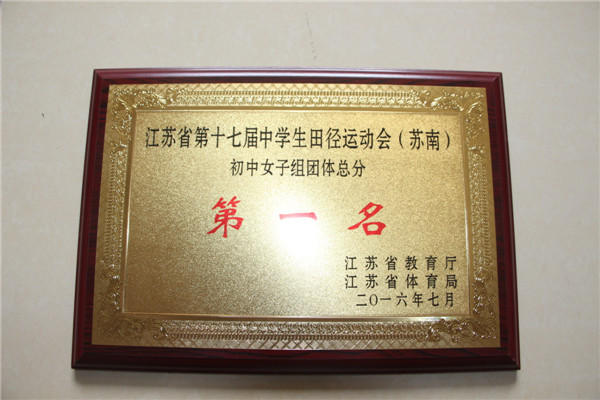 江苏省第十七届中学生田径运动会（苏南）
初中女子组团体总分
第一名
江苏省教育厅
江苏省体育局
二〇一六年七月